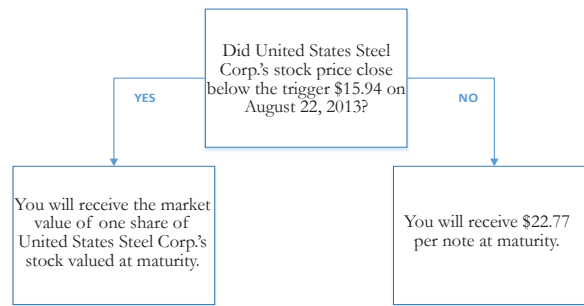 Did United States Steel
Corp.'s stock price close
below the trigger $15.94 on
August 22, 2013?
YES
NO
You will receive the market
value of one share of
United States Steel Corp.'s
stock valued at maturity.
You will receive $22.77
per note at maturity.